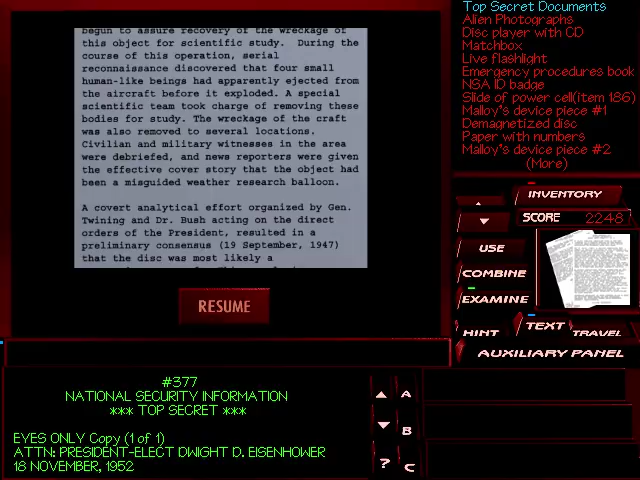 begun to assure recovery of the wreckage of
this object for scientific study.  During the
course of this operation, aerial
reconnaissance discovered that four small
human-like beings had apparently ejected from
the aircraft before it exploded. A special
scientific team took charge of removing these
bodies for study. The wreckage of the craft
was also removed to several locations.
Civilian and military witnesses in the area
were debriefed, and news reporters were given
the effective cover story that the object had
been a misguided weather research balloon.
A covert analytical effort organized by Gen.
Twining and Dr. Bush acting on the direct
orders of the President, resulted in a
preliminary consensus (19 September, 1947)
that the disc was most likely a
RESUME
#377
NATIONAL SECURITY INFORMATION
*** TOP SECRET ***
EYES ONLY Copy (1 of 1)
ATTN: PRESIDENT-ELECT DWIGHT D. EISENHOWER
18 NOVEMBER, 1952
A
B
?
C
Top Secret Documents
Alien Photographs
Disc player with CD
Matchbox
Live flashlight
Emergency procedures book
NSA ID badge
Slide of power cell(item 186)
Malloy's device piece #1
Demagnetized disc
Paper with numbers
Malloy's device piece #2
(More)
INVENTORY
SCORE 2248
USE
COMBINE
EXAMINE
HINT
TEXT
TRAVEL
AUXILIARY PANEL